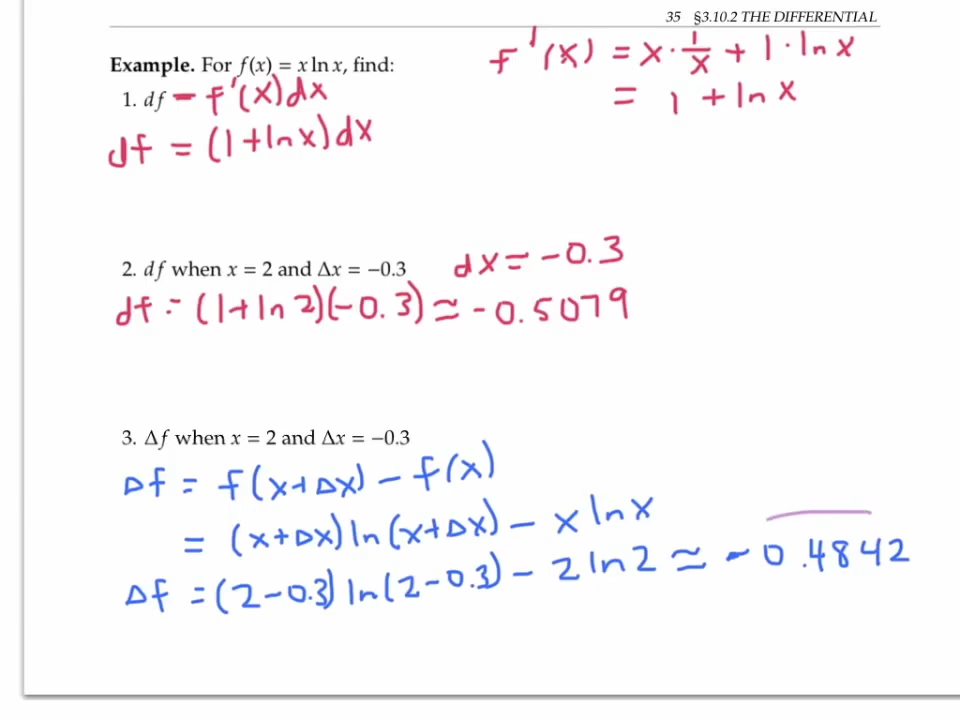 35 §3.10.2 THE DIFFERENTIAL
Example. For f(x) = x ln x, find:
f'(x) = x · 1/x + 1 · ln x
= 1 + ln x
1. df = f'(x)dx
df = (1+ln x)dx
2. df when x = 2 and Δx = −0.3
dx = −0.3
df = (1+ln 2)(−0.3) ≃ −0.5079
3. Δf when x = 2 and Δx = −0.3
Δf = f(x+Δx) − f(x)
= (x+Δx) ln (x+Δx) − x ln x
Δf = (2−0.3) ln(2−0.3) − 2 ln 2 ≃ −0.4842